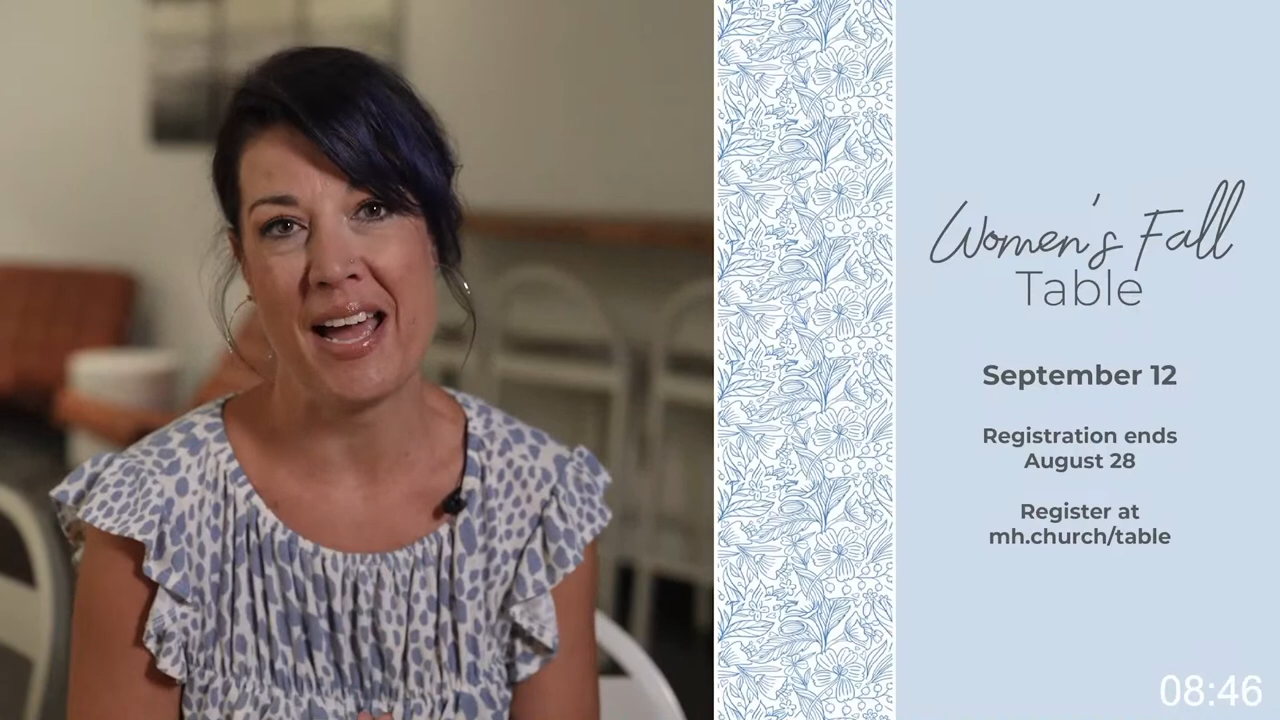 Women's Fall
Table
September 12
Registration ends
August 28
Register at
mh.church/table
08:46